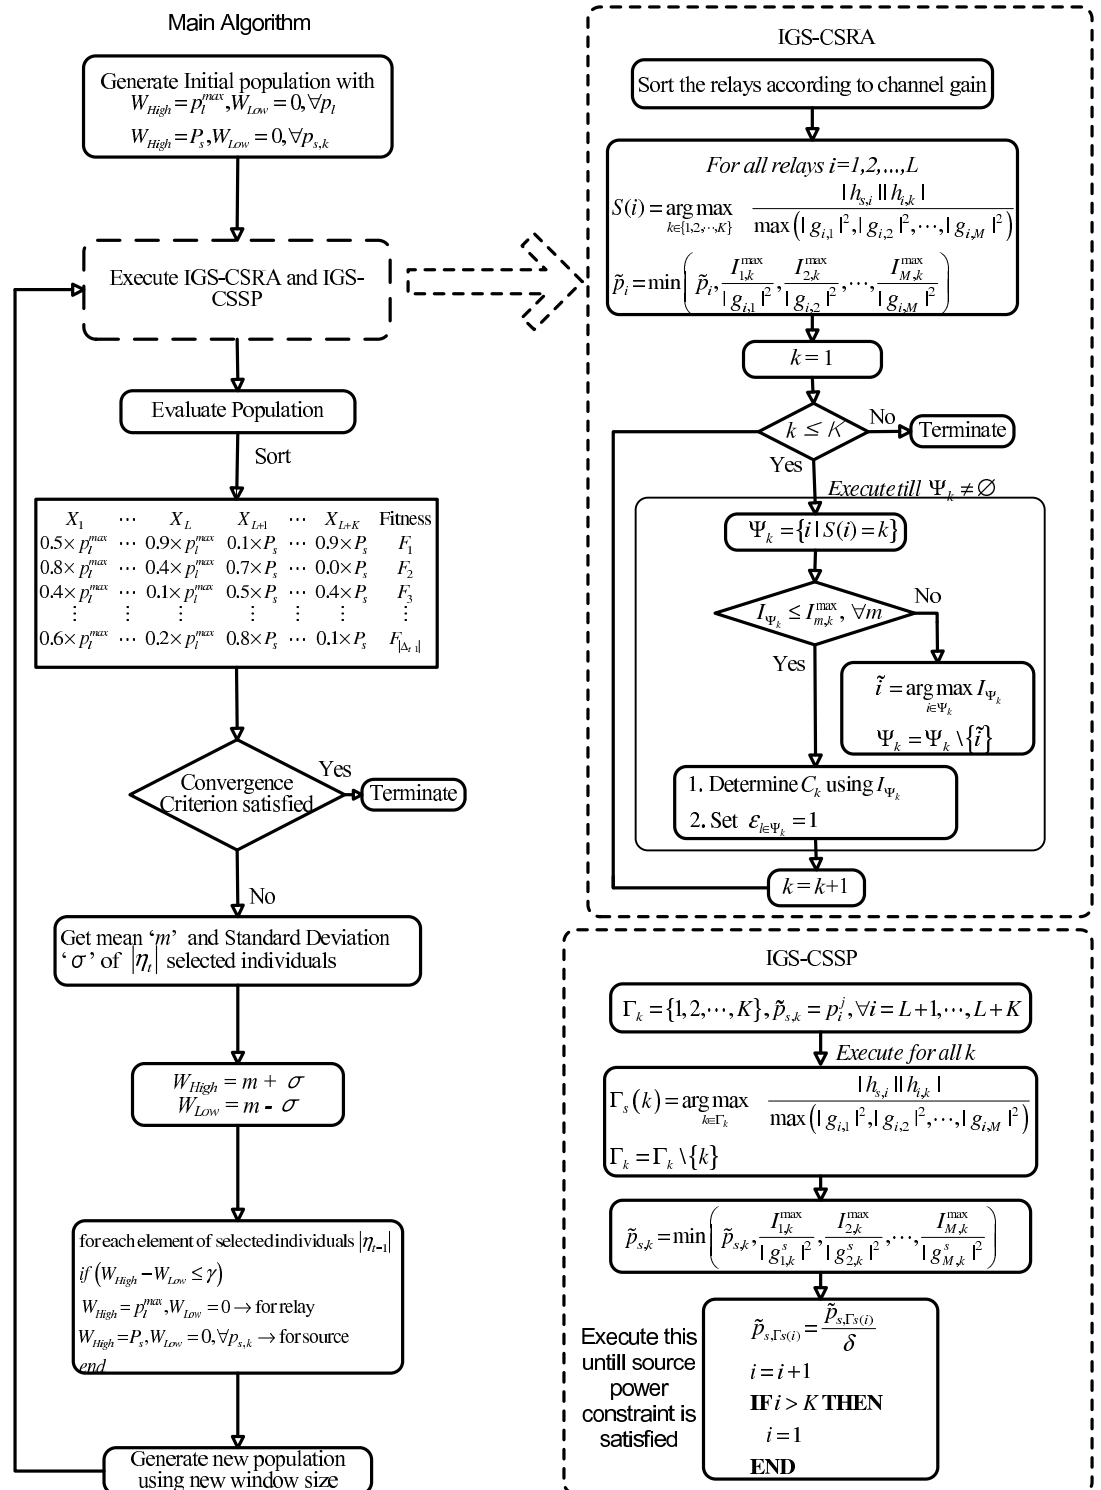 Main Algorithm
Generate Initial population with
W_High = p_l^max, W_Low = 0, ∀p_l
W_High = P_s, W_Low = 0, ∀p_s,k
Execute IGS-CSRA and IGS-
CSSP
Evaluate Population
Sort
X_1 ⋯ X_L X_L+1 ⋯ X_L+K Fitness
0.5× p_l^max ⋯ 0.9× p_l^max 0.1× P_s ⋯ 0.9× P_s F_1
0.8× p_l^max ⋯ 0.4× p_l^max 0.7× P_s ⋯ 0.0× P_s F_2
0.4× p_l^max ⋯ 0.1× p_l^max 0.5× P_s ⋯ 0.4× P_s F_3
⋮ ⋮ ⋮ ⋮ ⋮ ⋮ ⋮
0.6× p_l^max ⋯ 0.2× p_l^max 0.8× P_s ⋯ 0.1× P_s F_|Δ_t-1|
Convergence
Criterion satisfied
Yes
Terminate
No
Get mean ‘m’ and Standard Deviation
‘σ’ of |η_t| selected individuals
W_High = m + σ
W_Low = m - σ
for each element of selected individuals |η_t−1|
if (W_High − W_Low ≤ γ)
W_High = p_l^max, W_Low = 0 → for relay
W_High = P_s, W_Low = 0, ∀p_s,k → for source
end
Generate new population
using new window size
IGS-CSRA
Sort the relays according to channel gain
For all relays i=1,2,...,L
S(i) = arg max_{k∈{1,2,⋯,K}} |h_s,i||h_i,k| / max(|g_i,1|^2, |g_i,2|^2, ⋯, |g_i,M|^2)
p̃_i = min(p̃_i, I_1,k^max / |g_i,1|^2, I_2,k^max / |g_i,2|^2, ⋯, I_M,k^max / |g_i,M|^2)
k = 1
k ≤ K
No
Terminate
Yes
Execute till Ψ_k ≠ ∅
Ψ_k = {i | S(i) = k}
I_Ψ_k ≤ I_m,k^max, ∀m
No
Yes
ĩ = arg max_{i∈Ψ_k} I_Ψ_k
Ψ_k = Ψ_k \ {ĩ}
1. Determine C_k using I_Ψ_k
2. Set ε_l∈Ψ_k = 1
k = k+1
IGS-CSSP
Γ_k = {1, 2, ⋯, K}, p̃_s,k = p_i^j, ∀i = L+1, ⋯, L+K
Execute for all k
Γ_s(k) = arg max_{k∈Γ_k} |h_s,i||h_i,k| / max(|g_i,1|^2, |g_i,2|^2, ⋯, |g_i,M|^2)
Γ_k = Γ_k \ {k}
p̃_s,k = min(p̃_s,k, I_1,k^max / |g_1,k^s|^2, I_2,k^max / |g_2,k^s|^2, ⋯, I_M,k^max / |g_M,k^s|^2)
Execute this
untill source
power
constraint is
satisfied
p̃_s,Γs(i) = p̃_s,Γs(i) / δ
i = i+1
IF i > K THEN
i = 1
END